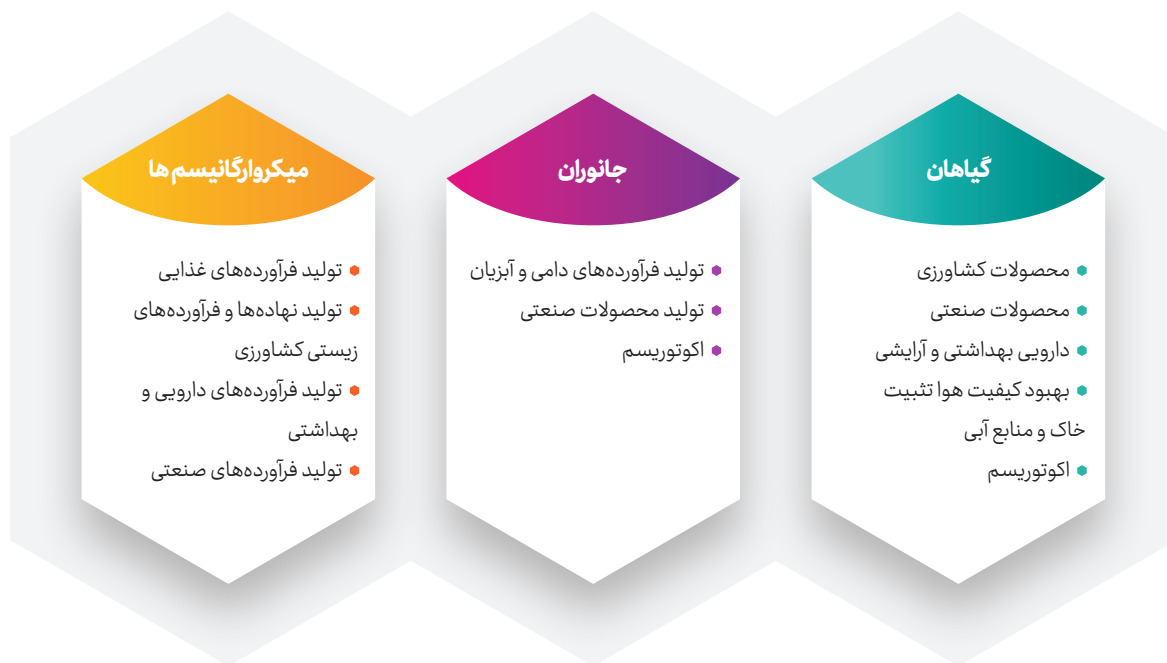 گیاهان
محصولات کشاورزی
محصولات صنعتی
دارویی بهداشتی و آرایشی
بهبود کیفیت هوا تثبیت
خاک و منابع آبی
اکوتوریسم
جانوران
تولید فرآورده‌های دامی و آبزیان
تولید محصولات صنعتی
اکوتوریسم
میکروارگانیسم‌ها
تولید فرآورده‌های غذایی
تولید نهاده‌ها و فرآورده‌های
زیستی کشاورزی
تولید فرآورده‌های دارویی و
بهداشتی
تولید فرآورده‌های صنعتی